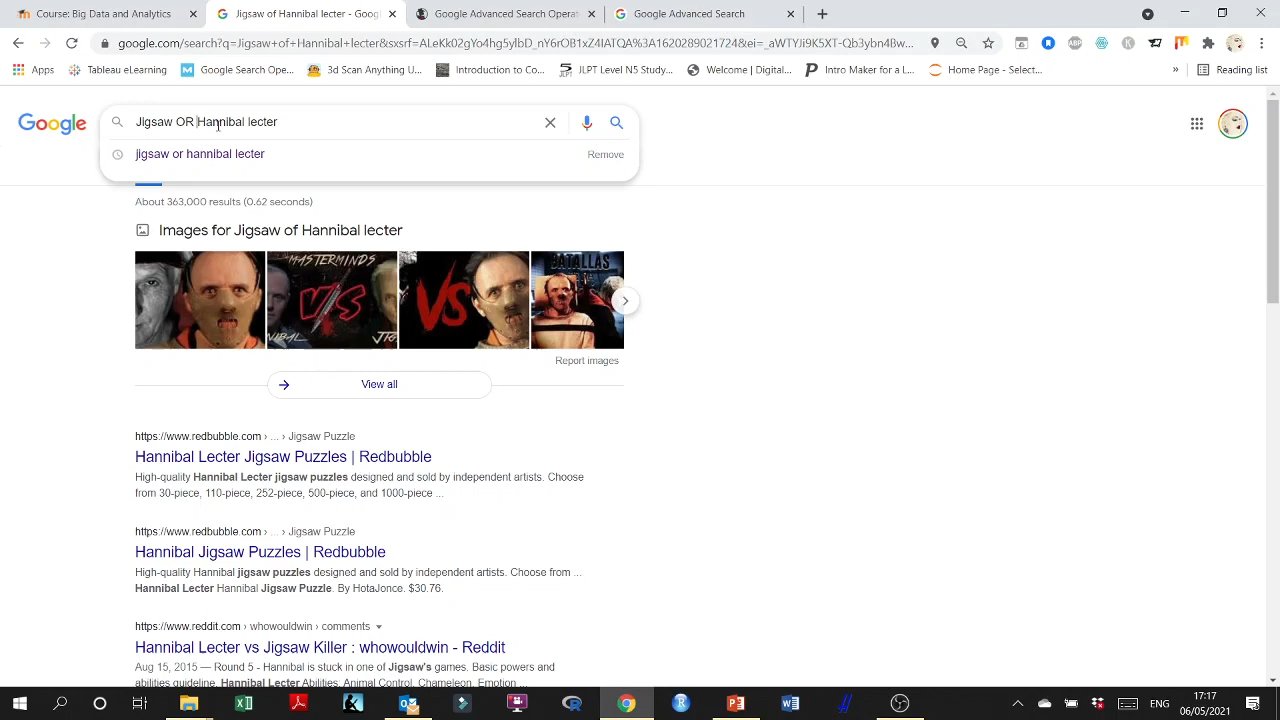 Course: Basic Data Analytics
Jigsaw of Hannibal lecter - Goog
Google Advanced Search Operat
Google Advanced Search
google.com/search?q=Jigsaw+of+Hannibal+lecter&sxsrf=
Apps
Tableau eLearning
Google Search Ope...
3d Scan Anything U...
Introduction to Co...
JLPT Level N5 Study...
Welcome | Digital...
Intro Maker for a L...
Home Page - Select...
»
Reading list
Google
Jigsaw OR Hannibal lecter
jigsaw or hannibal lecter
Remove
About 363,000 results (0.62 seconds)
Images for Jigsaw of Hannibal lecter
MASTERMINDS
VS
VS
BATALLAS
Report images
View all
https://www.redbubble.com › ... › Jigsaw Puzzle
Hannibal Lecter Jigsaw Puzzles | Redbubble
High-quality Hannibal Lecter jigsaw puzzles designed and sold by independent artists. Choose
from 30-piece, 110-piece, 252-piece, 500-piece, and 1000-piece ...
https://www.redbubble.com › ... › Jigsaw Puzzle
Hannibal Jigsaw Puzzles | Redbubble
High-quality Hannibal jigsaw puzzles designed and sold by independent artists. Choose from ...
Hannibal Lecter Hannibal Jigsaw Puzzle. By HotaJonce. $30.76.
https://www.reddit.com › whowouldwin › comments
Hannibal Lecter vs Jigsaw Killer : whowouldwin - Reddit
Aug 15, 2015 — Round 5 - Hannibal is stuck in one of Jigsaw's games. Basic powers and
abilities guideline. Hannibal Lecter Abilities: Animal Control, Chameleon, Emotion ...
ENG
17:17
06/05/2021